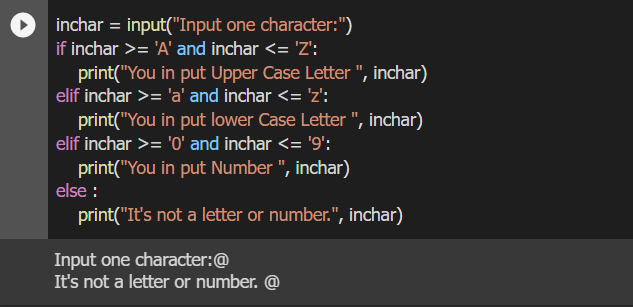 inchar = input("Input one character:")
if inchar >= 'A' and inchar <= 'Z':
    print("You in put Upper Case Letter ", inchar)
elif inchar >= 'a' and inchar <= 'z':
    print("You in put lower Case Letter ", inchar)
elif inchar >= '0' and inchar <= '9':
    print("You in put Number ", inchar)
else :
    print("It's not a letter or number.", inchar)
Input one character:@
It's not a letter or number. @